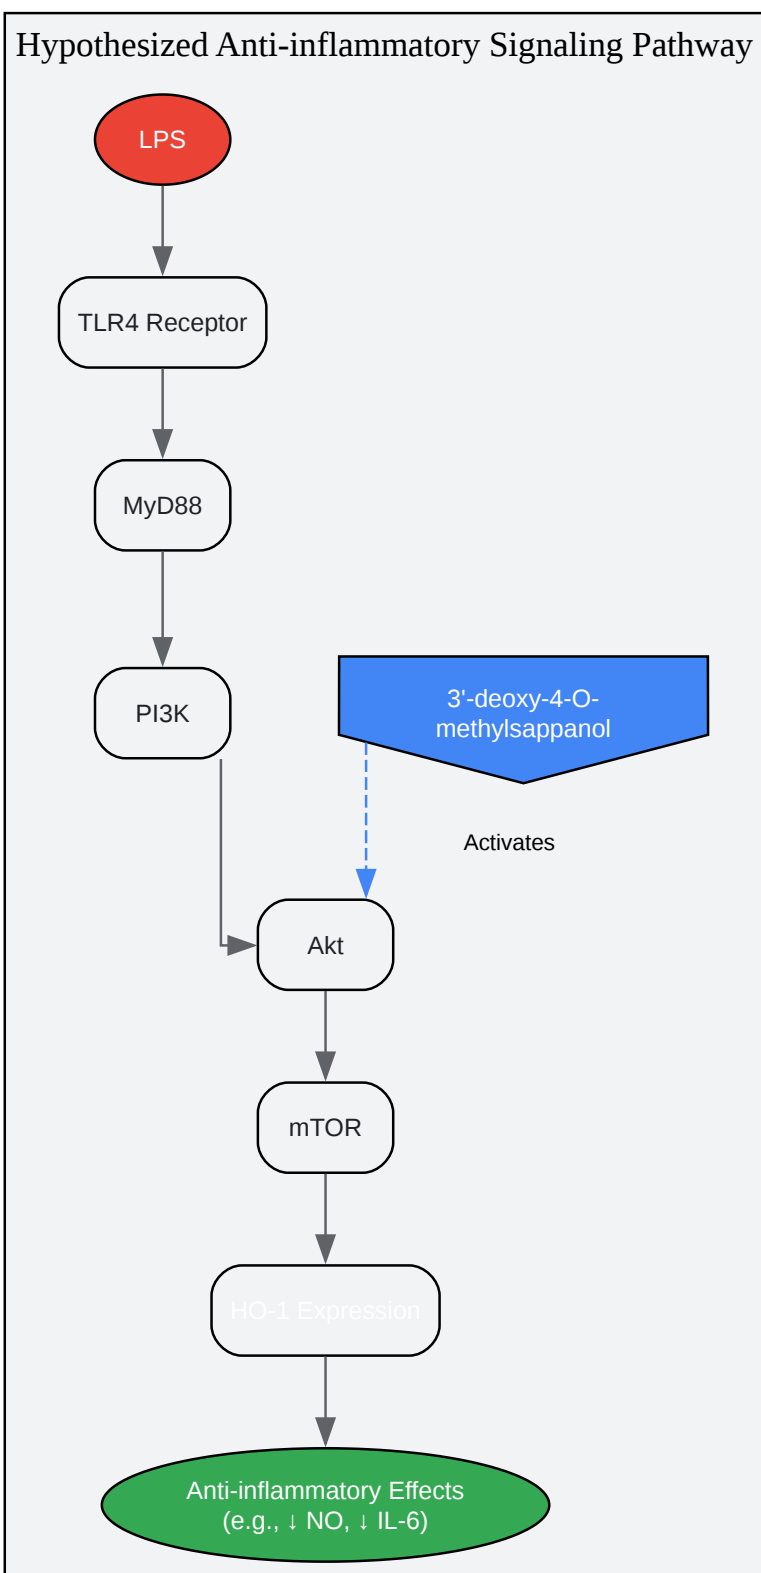 Hypothesized Anti-inflammatory Signaling Pathway
LPS
TLR4 Receptor
MyD88
PI3K
3'-deoxy-4-O-
methylsappanol
Activates
Akt
mTOR
HO-1 Expression
Anti-inflammatory Effects
(e.g., ↓ NO, ↓ IL-6)